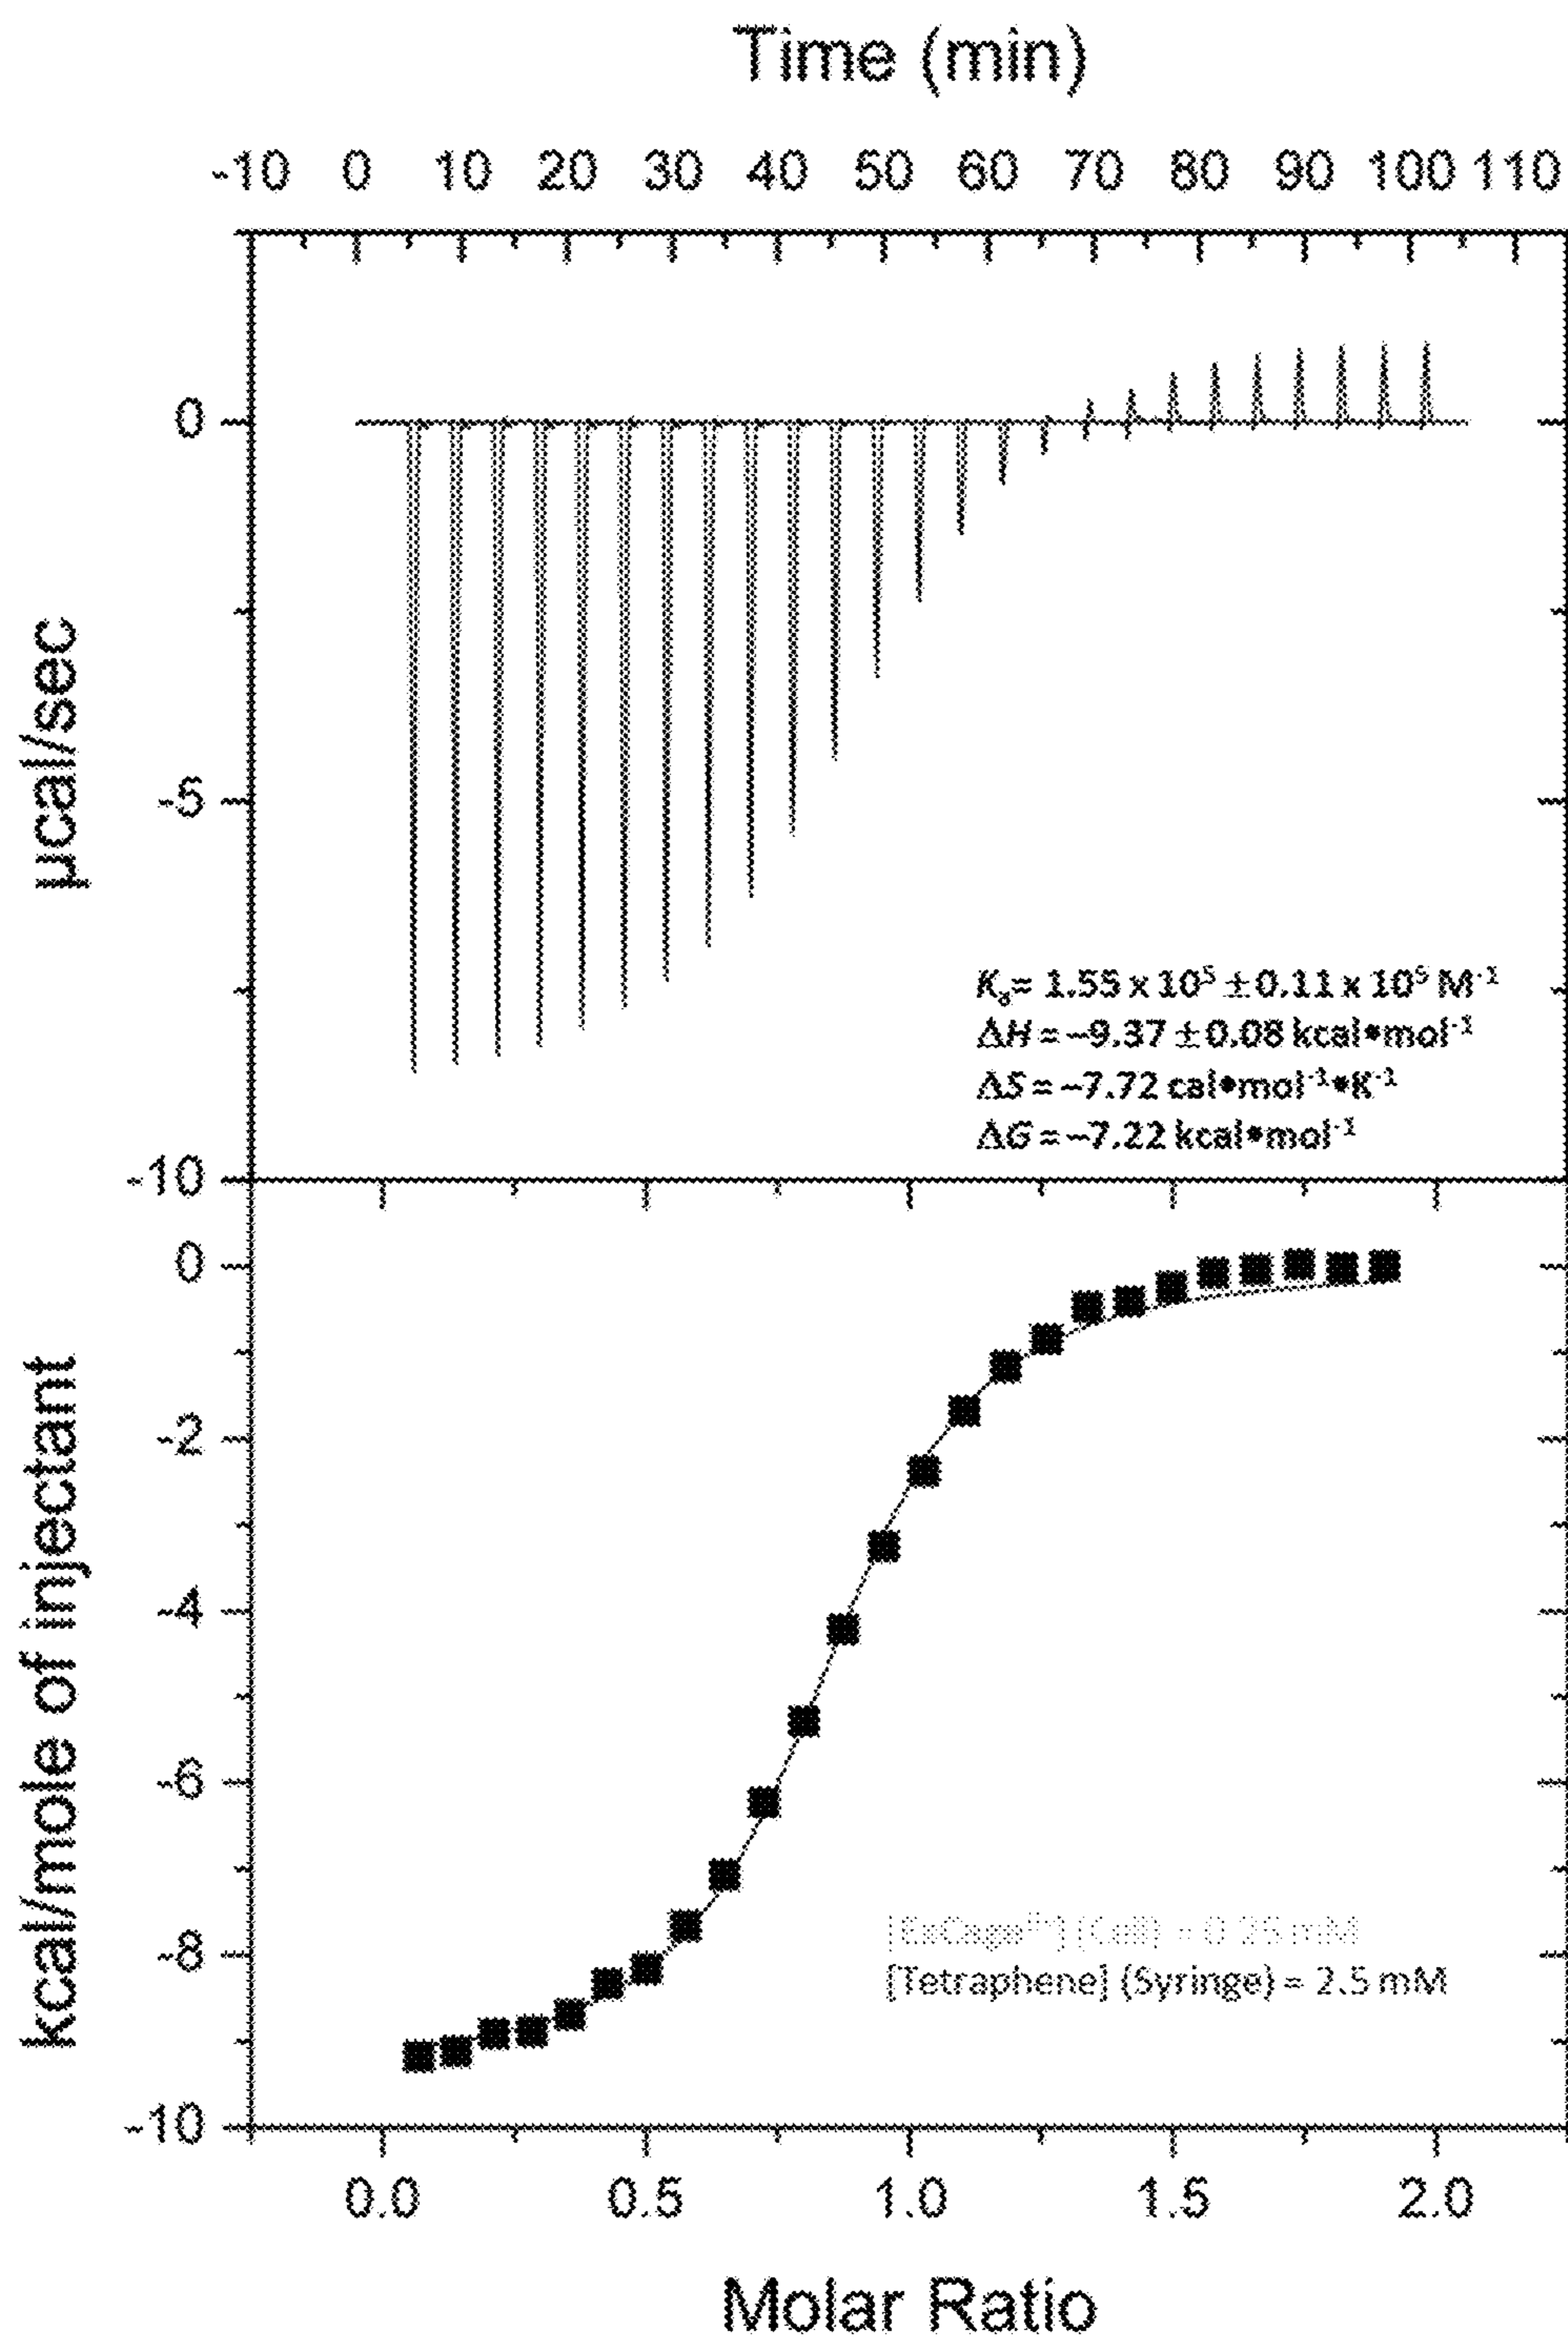 Time (min)
-10 0 10 20 30 40 50 60 70 80 90 100 110
0
-5
-10
µcal/sec
Kₐ= 1.55 x 10⁵ ±0.11 x 10⁵ M⁻¹
ΔH = −9.37 ±0.08 kcal•mol⁻¹
ΔS = −7.72 cal•mol⁻¹•K⁻¹
ΔG = −7.22 kcal•mol⁻¹
0
-2
-4
-6
-8
-10
kcal/mole of injectant
(Cell) = 0.25 mM
[Tetraphene] (Syringe) = 2.5 mM
0.0 0.5 1.0 1.5 2.0
Molar Ratio